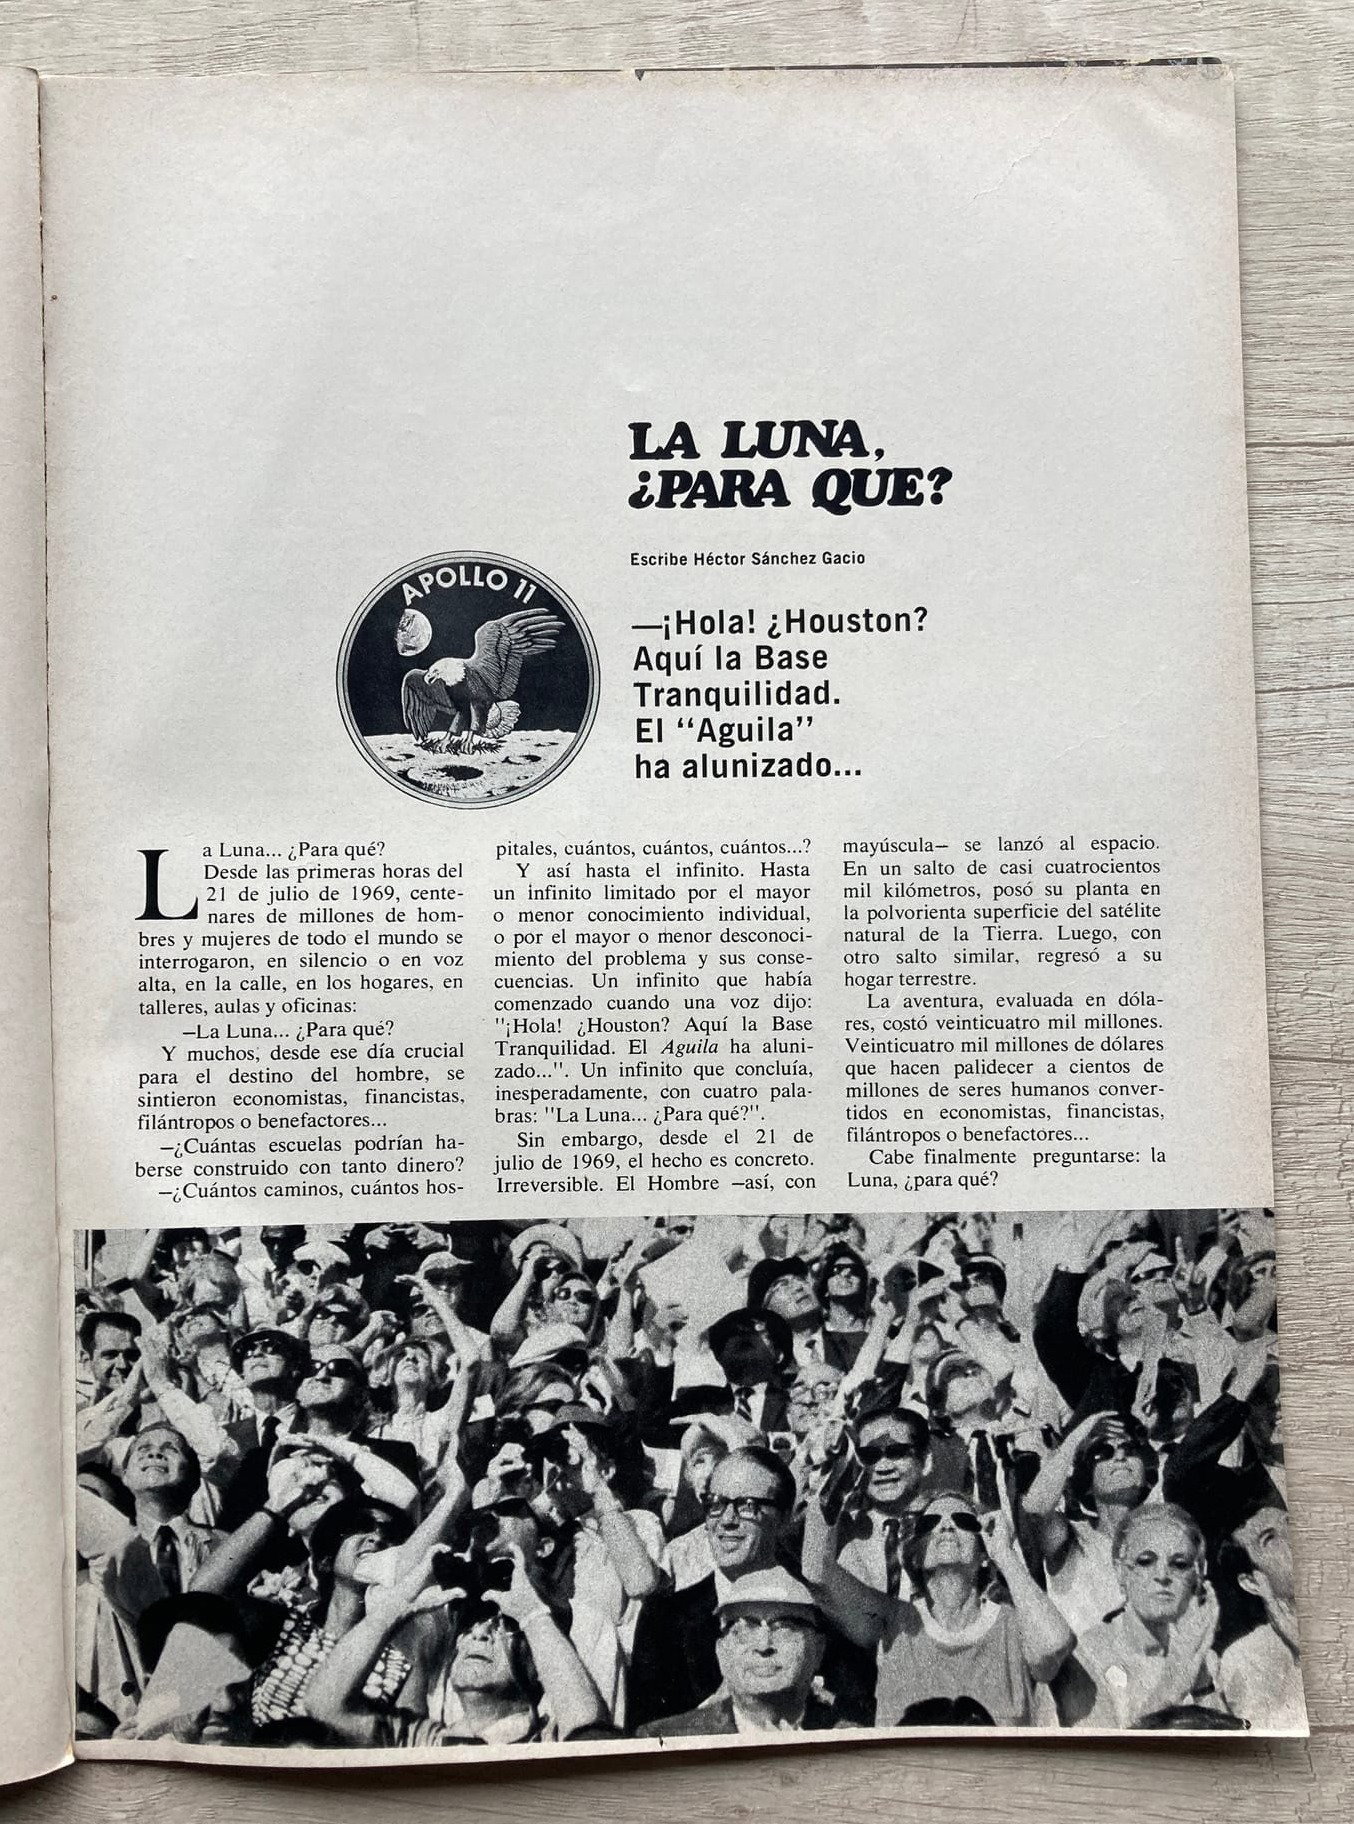 LA LUNA,
¿PARA QUE?
Escribe Héctor Sánchez Gacio
APOLLO 11
—¡Hola! ¿Houston?
Aquí la Base
Tranquilidad.
El “Aguila”
ha alunizado...
La Luna... ¿Para qué?
Desde las primeras horas del
21 de julio de 1969, cente-
nares de millones de hom-
bres y mujeres de todo el mundo se
interrogaron, en silencio o en voz
alta, en la calle, en los hogares, en
talleres, aulas y oficinas:
—La Luna... ¿Para qué?
Y muchos, desde ese día crucial
para el destino del hombre, se
sintieron economistas, financistas,
filántropos o benefactores...
—¿Cuántas escuelas podrían ha-
berse construido con tanto dinero?
—¿Cuántos caminos, cuántos hos-
pitales, cuántos, cuántos, cuántos...?
Y así hasta el infinito. Hasta
un infinito limitado por el mayor
o menor conocimiento individual,
o por el mayor o menor desconoci-
miento del problema y sus conse-
cuencias. Un infinito que había
comenzado cuando una voz dijo:
"¡Hola! ¿Houston? Aquí la Base
Tranquilidad. El Aguila ha aluni-
zado...". Un infinito que concluía,
inesperadamente, con cuatro pala-
bras: "La Luna... ¿Para qué?".
Sin embargo, desde el 21 de
julio de 1969, el hecho es concreto.
Irreversible. El Hombre —así, con
mayúscula— se lanzó al espacio.
En un salto de casi cuatrocientos
mil kilómetros, posó su planta en
la polvorienta superficie del satélite
natural de la Tierra. Luego, con
otro salto similar, regresó a su
hogar terrestre.
La aventura, evaluada en dóla-
res, costó veinticuatro mil millones.
Veinticuatro mil millones de dólares
que hacen palidecer a cientos de
millones de seres humanos conver-
tidos en economistas, financistas,
filántropos o benefactores...
Cabe finalmente preguntarse: la
Luna, ¿para qué?